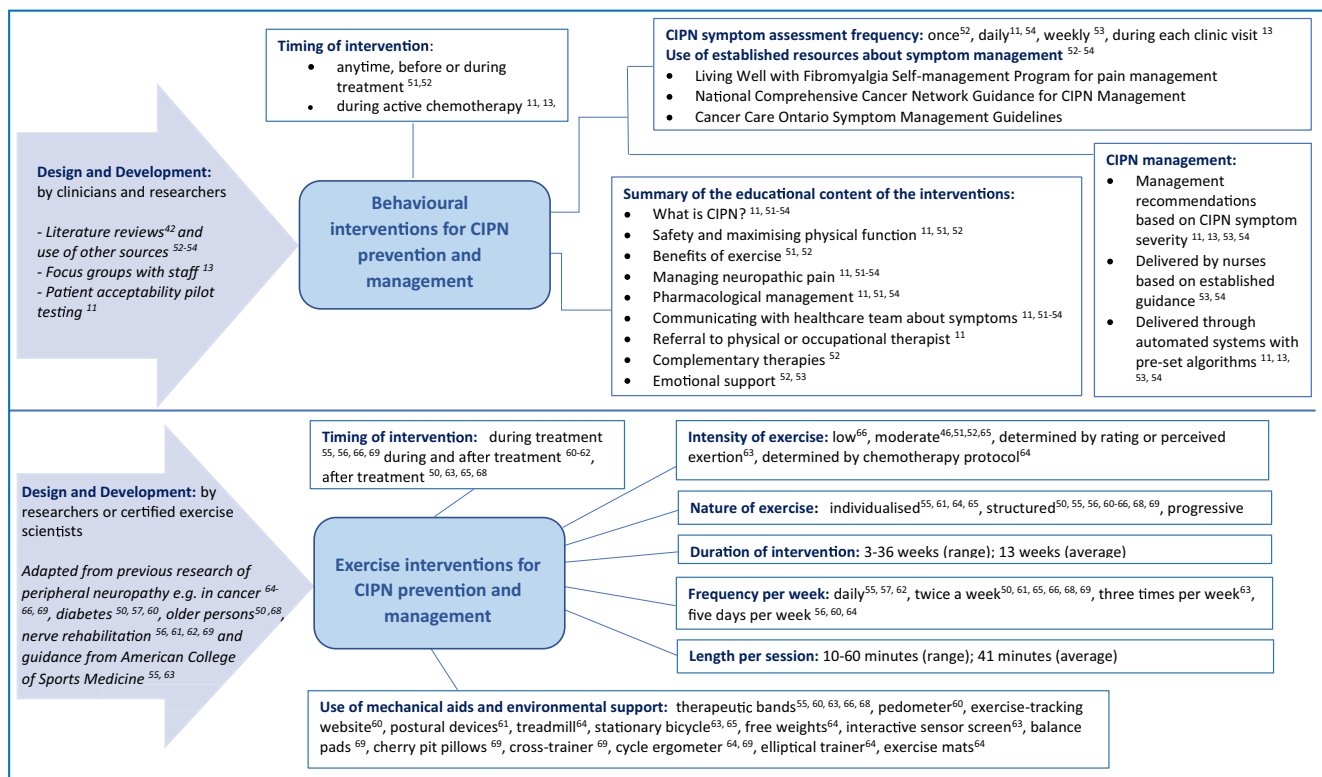 Timing of intervention:
• anytime, before or during
treatment 51,52
• during active chemotherapy 11, 13,
CIPN symptom assessment frequency: once52, daily11, 54, weekly 53, during each clinic visit 13
Use of established resources about symptom management 52- 54
• Living Well with Fibromyalgia Self-management Program for pain management
• National Comprehensive Cancer Network Guidance for CIPN Management
• Cancer Care Ontario Symptom Management Guidelines
Design and Development:
by clinicians and researchers
- Literature reviews42 and
use of other sources 52-54
- Focus groups with staff 13
- Patient acceptability pilot
testing 11
Behavioural
interventions for CIPN
prevention and
management
Summary of the educational content of the interventions:
• What is CIPN? 11, 51-54
• Safety and maximising physical function 11, 51, 52
• Benefits of exercise 51, 52
• Managing neuropathic pain 11, 51-54
• Pharmacological management 11, 51, 54
• Communicating with healthcare team about symptoms 11, 51-54
• Referral to physical or occupational therapist 11
• Complementary therapies 52
• Emotional support 52, 53
CIPN management:
• Management
recommendations
based on CIPN symptom
severity 11, 13, 53, 54
• Delivered by nurses
based on established
guidance 53, 54
• Delivered through
automated systems with
pre-set algorithms 11, 13,
53, 54
Timing of intervention: during treatment
55, 56, 66, 69 during and after treatment 60-62,
after treatment 50, 63, 65, 68
Design and Development: by
researchers or certified exercise
scientists
Adapted from previous research of
peripheral neuropathy e.g. in cancer 64-
66, 69, diabetes 50, 57, 60, older persons50,68,
nerve rehabilitation 56, 61, 62, 69 and
guidance from American College
of Sports Medicine 55, 63
Exercise interventions for
CIPN prevention and
management
Intensity of exercise: low66, moderate46,51,52,65, determined by rating or perceived
exertion63, determined by chemotherapy protocol64
Nature of exercise: individualised55, 61, 64, 65, structured50, 55, 56, 60-66, 68, 69, progressive
Duration of intervention: 3-36 weeks (range); 13 weeks (average)
Frequency per week: daily55, 57, 62, twice a week50, 61, 65, 66, 68, 69, three times per week63,
five days per week 56, 60, 64
Length per session: 10-60 minutes (range); 41 minutes (average)
Use of mechanical aids and environmental support: therapeutic bands55, 60, 63, 66, 68, pedometer60, exercise-tracking
website60, postural devices61, treadmill64, stationary bicycle63, 65, free weights64, interactive sensor screen63, balance
pads 69, cherry pit pillows 69, cross-trainer 69, cycle ergometer 64, 69, elliptical trainer64, exercise mats64